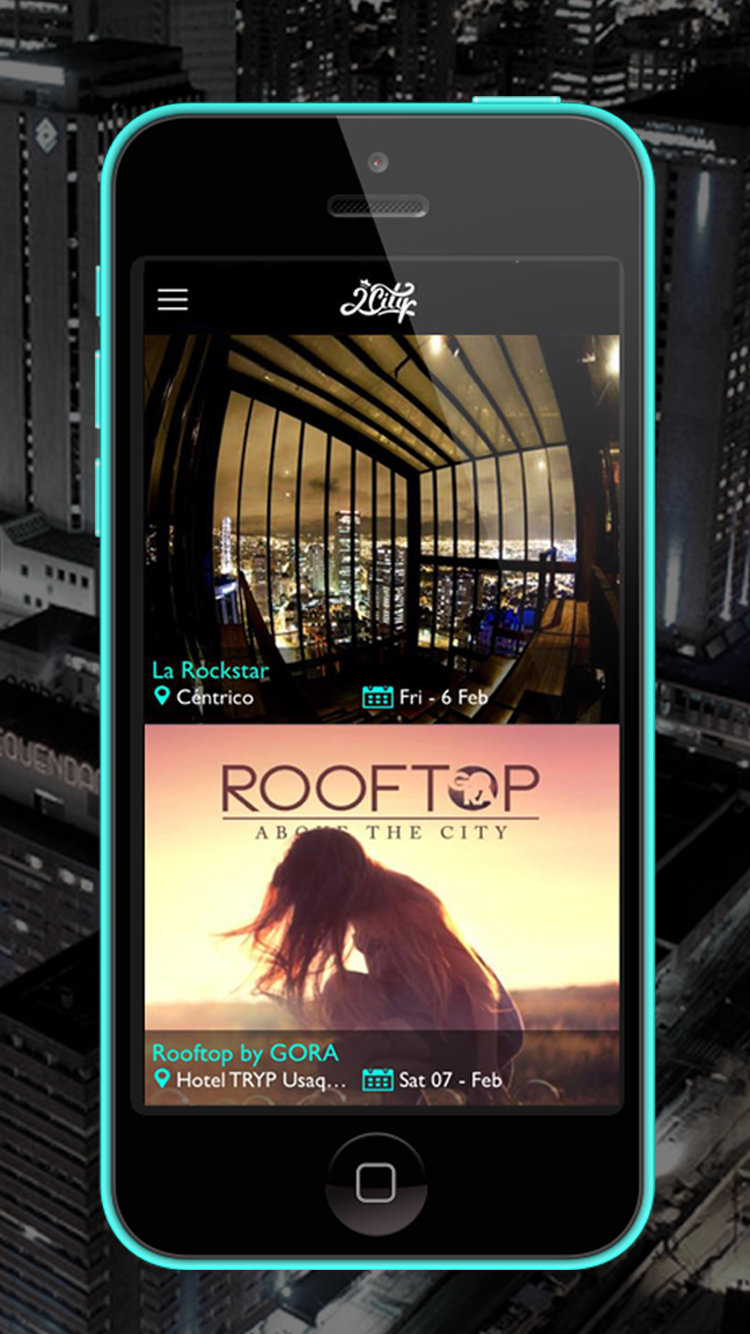 2City
La Rockstar
Céntrico
Fri - 6 Feb
ROOFTOP
ABOVE THE CITY
Rooftop by GORA
Hotel TRYP Usaq...
Sat 07 - Feb